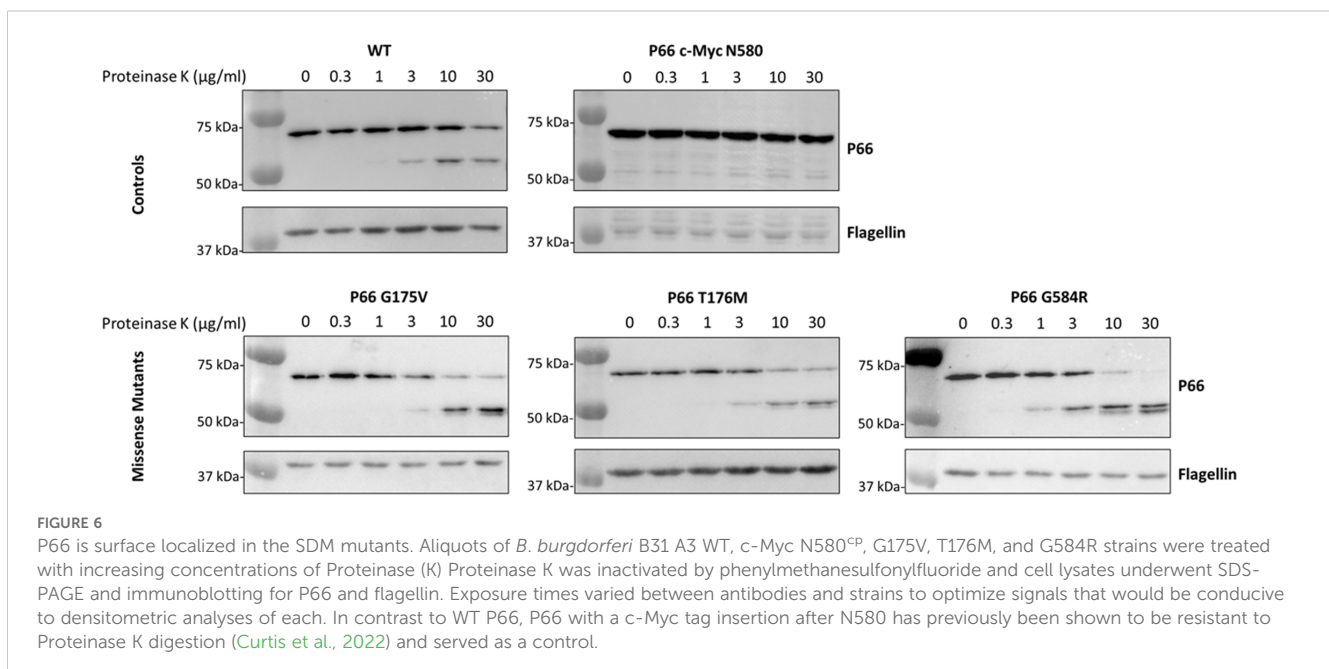 WT
P66 c-Myc N580
Proteinase K (µg/ml) 0 0.3 1 3 10 30
0 0.3 1 3 10 30
Controls
75 kDa-
50 kDa-
37 kDa-
75 kDa-
50 kDa-
37 kDa-
P66
Flagellin
P66 G175V
P66 T176M
P66 G584R
Proteinase K (µg/ml) 0 0.3 1 3 10 30
0 0.3 1 3 10 30
0 0.3 1 3 10 30
Missense Mutants
75 kDa-
50 kDa-
37 kDa-
75 kDa-
50 kDa-
37 kDa-
75 kDa-
50 kDa-
37 kDa-
P66
Flagellin
FIGURE 6
P66 is surface localized in the SDM mutants. Aliquots of B. burgdorferi B31 A3 WT, c-Myc N580cp, G175V, T176M, and G584R strains were treated
with increasing concentrations of Proteinase (K) Proteinase K was inactivated by phenylmethanesulfonylfluoride and cell lysates underwent SDS-
PAGE and immunoblotting for P66 and flagellin. Exposure times varied between antibodies and strains to optimize signals that would be conducive
to densitometric analyses of each. In contrast to WT P66, P66 with a c-Myc tag insertion after N580 has previously been shown to be resistant to
Proteinase K digestion (Curtis et al., 2022) and served as a control.